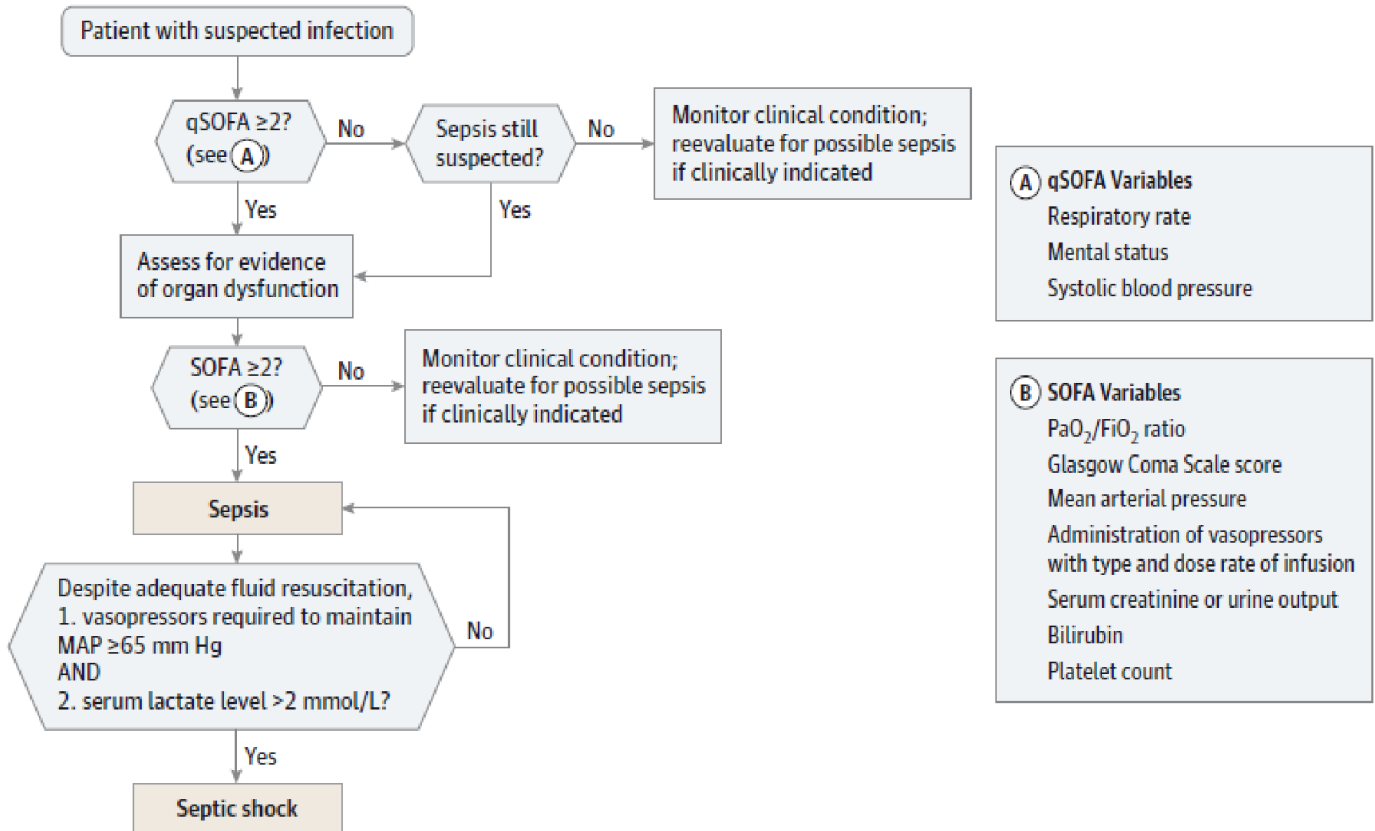 Patient with suspected infection
qSOFA ≥2?
(see A)
No
Sepsis still
suspected?
No
Monitor clinical condition;
reevaluate for possible sepsis
if clinically indicated
Yes
Yes
Assess for evidence
of organ dysfunction
SOFA ≥2?
(see B)
No
Monitor clinical condition;
reevaluate for possible sepsis
if clinically indicated
Yes
Sepsis
Despite adequate fluid resuscitation,
1. vasopressors required to maintain
MAP ≥65 mm Hg
AND
2. serum lactate level >2 mmol/L?
No
Yes
Septic shock
A qSOFA Variables
Respiratory rate
Mental status
Systolic blood pressure
B SOFA Variables
PaO₂/FiO₂ ratio
Glasgow Coma Scale score
Mean arterial pressure
Administration of vasopressors
with type and dose rate of infusion
Serum creatinine or urine output
Bilirubin
Platelet count